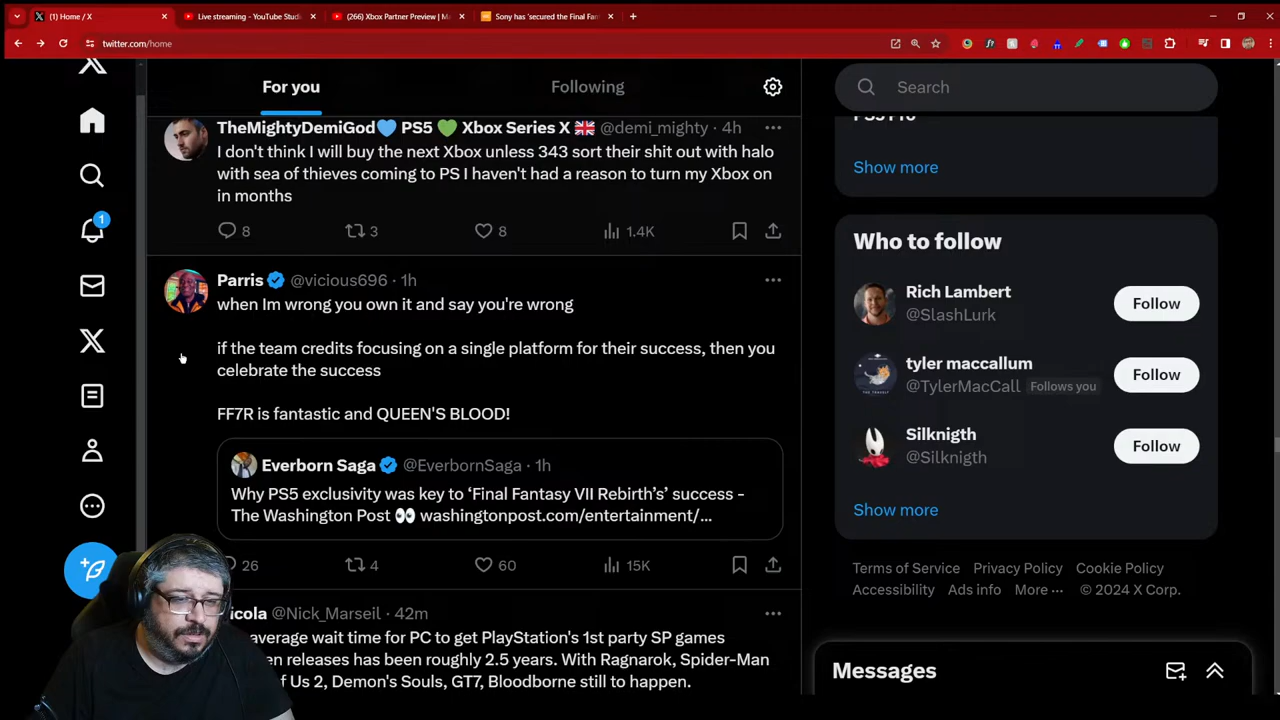 (1) Home / X
Live streaming - YouTube Stud
(266) Xbox Partner Preview | Ma
Sony has 'secured the Final Fan
twitter.com/home
For you
Following
TheMightyDemiGod💙 PS5 💚 Xbox Series X 🇬🇧 @demi_mighty · 4h
I don't think I will buy the next Xbox unless 343 sort their shit out with halo
with sea of thieves coming to PS I haven't had a reason to turn my Xbox on
in months
8
3
8
1.4K
Parris @vicious696 · 1h
when Im wrong you own it and say you're wrong
if the team credits focusing on a single platform for their success, then you
celebrate the success
FF7R is fantastic and QUEEN'S BLOOD!
Everborn Saga @EverbornSaga · 1h
Why PS5 exclusivity was key to ‘Final Fantasy VII Rebirth’s’ success -
The Washington Post 👀 washingtonpost.com/entertainment/...
26
4
60
15K
icola @Nick_Marseil · 42m
average wait time for PC to get PlayStation's 1st party SP games
en releases has been roughly 2.5 years. With Ragnarok, Spider-Man
f Us 2, Demon's Souls, GT7, Bloodborne still to happen.
1
Search
PS5 Pro
Show more
Who to follow
Rich Lambert
@SlashLurk
Follow
tyler maccallum
@TylerMacCall Follows you
Follow
Silknigth
@Silknigth
Follow
Show more
Terms of Service Privacy Policy Cookie Policy
Accessibility Ads info More ··· © 2024 X Corp.
Messages